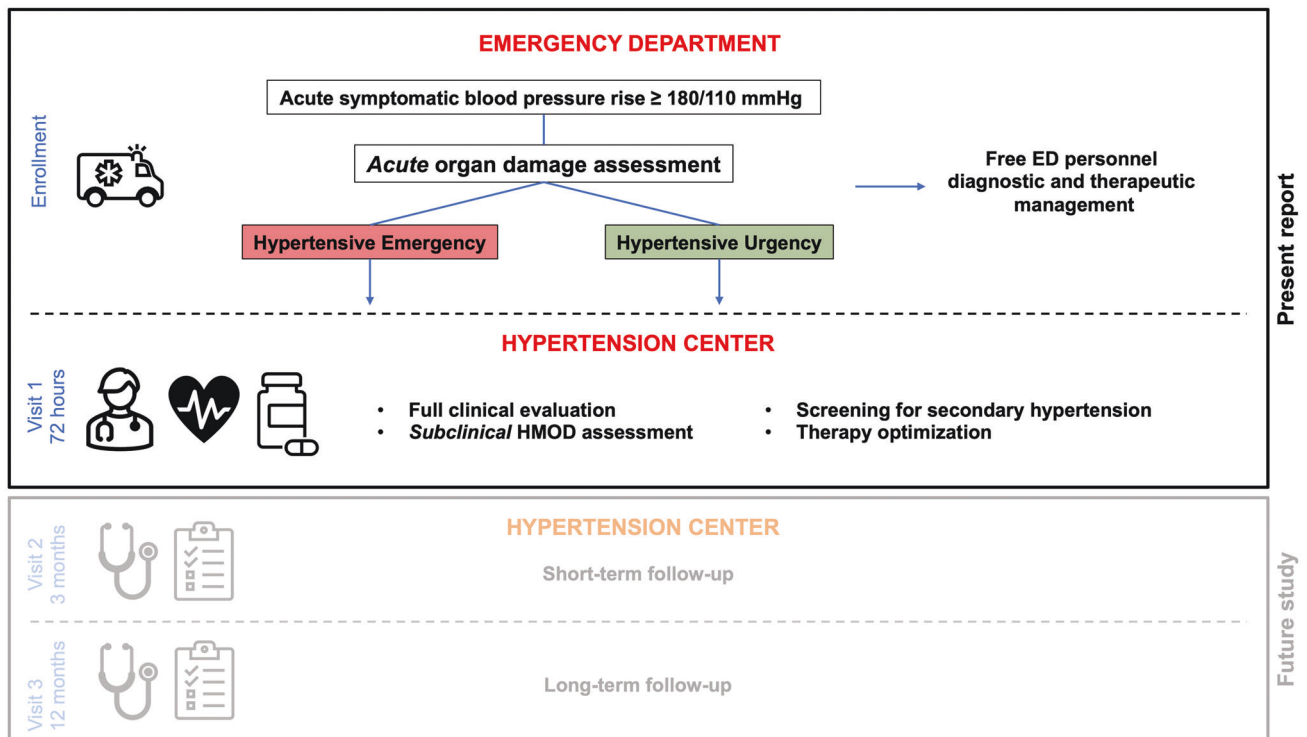 EMERGENCY DEPARTMENT
Acute symptomatic blood pressure rise ≥ 180/110 mmHg
Enrollment
Acute organ damage assessment
Free ED personnel
diagnostic and therapeutic
management
Hypertensive Emergency
Hypertensive Urgency
Present report
HYPERTENSION CENTER
Visit 1
72 hours
• Full clinical evaluation
• Subclinical HMOD assessment
• Screening for secondary hypertension
• Therapy optimization
HYPERTENSION CENTER
Visit 2
3 months
Short-term follow-up
Future study
Visit 3
12 months
Long-term follow-up